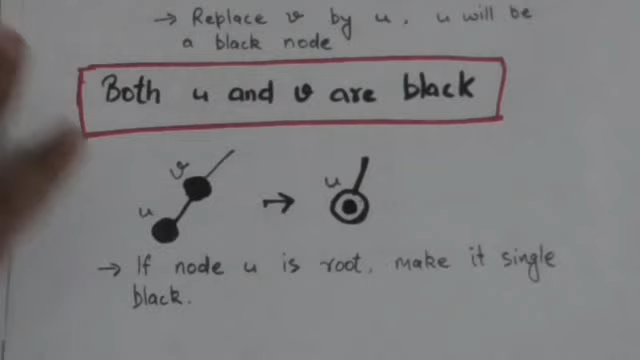 → Replace v by u, u will be
a black node
Both u and v are black
v
u
→
u
→ If node u is root, make it single
black.